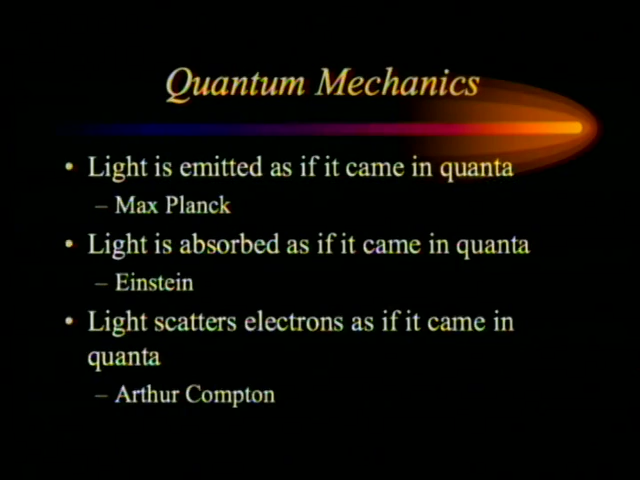 Quantum Mechanics
• Light is emitted as if it came in quanta
– Max Planck
• Light is absorbed as if it came in quanta
– Einstein
• Light scatters electrons as if it came in
quanta
– Arthur Compton